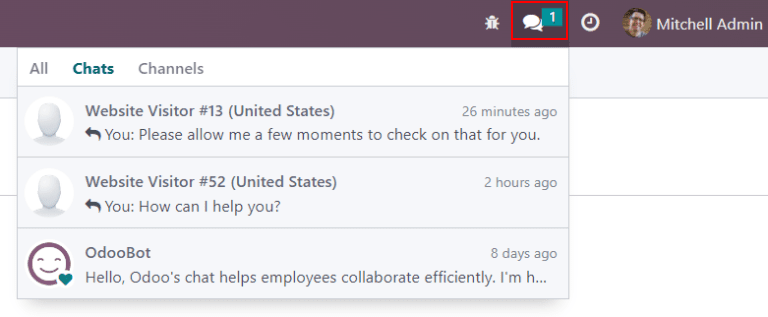 1
Mitchell Admin
All Chats Channels
Website Visitor #13 (United States) 26 minutes ago
You: Please allow me a few moments to check on that for you.
Website Visitor #52 (United States) 2 hours ago
You: How can I help you?
OdooBot 8 days ago
Hello, Odoo's chat helps employees collaborate efficiently. I'm h...